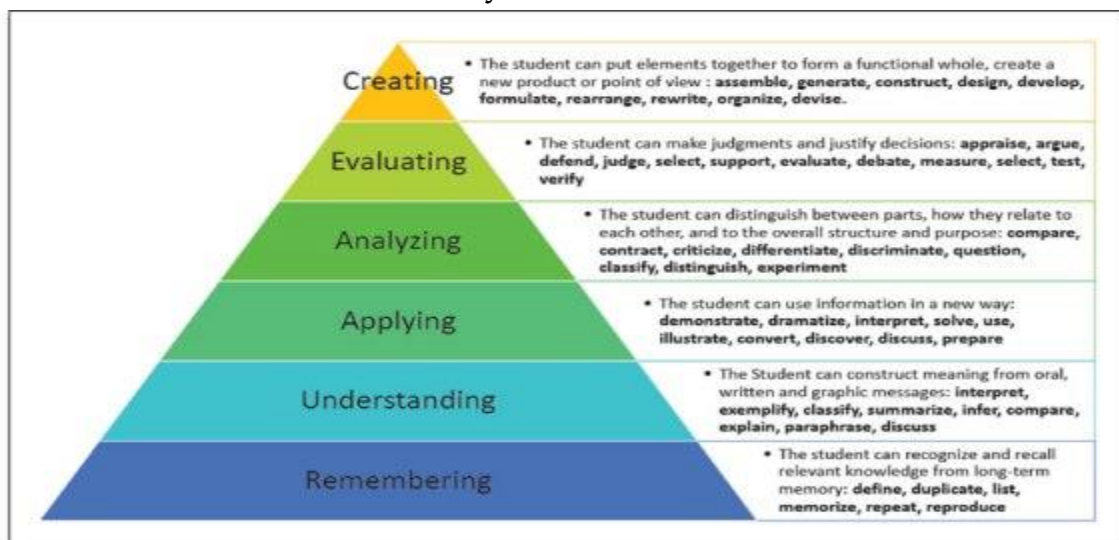 Creating
• The student can put elements together to form a functional whole, create a
new product or point of view : assemble, generate, construct, design, develop,
formulate, rearrange, rewrite, organize, devise.
Evaluating
• The student can make judgments and justify decisions: appraise, argue,
defend, judge, select, support, evaluate, debate, measure, select, test,
verify
Analyzing
• The student can distinguish between parts, how they relate to
each other, and to the overall structure and purpose: compare,
contract, criticize, differentiate, discriminate, question,
classify, distinguish, experiment
Applying
• The student can use information in a new way:
demonstrate, dramatize, interpret, solve, use,
illustrate, convert, discover, discuss, prepare
Understanding
• The Student can construct meaning from oral,
written and graphic messages: interpret,
exemplify, classify, summarize, infer, compare,
explain, paraphrase, discuss
Remembering
• The student can recognize and recall
relevant knowledge from long-term
memory: define, duplicate, list,
memorize, repeat, reproduce